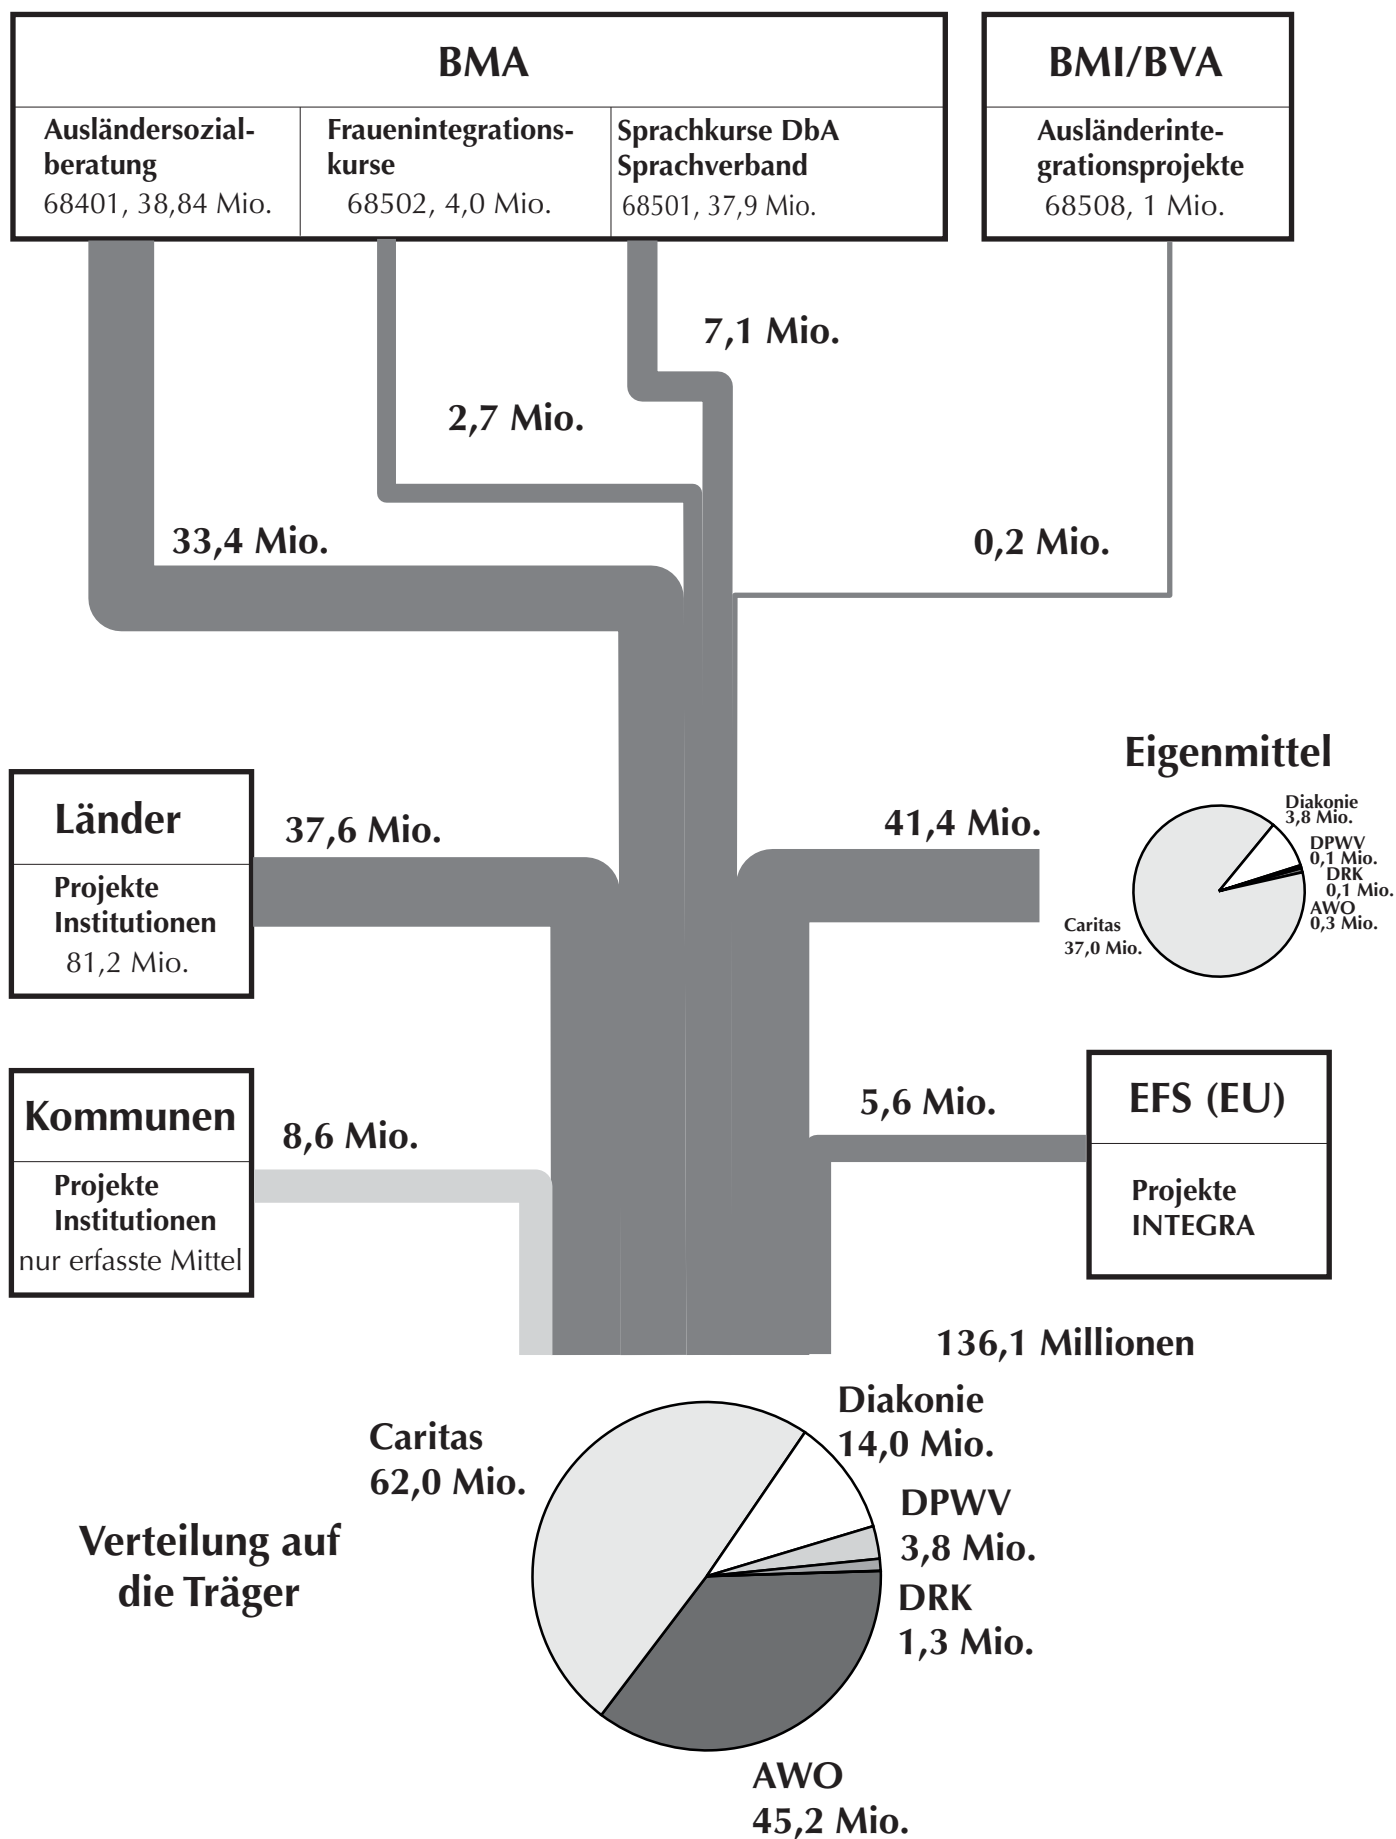 BMA
Ausländersozial-
beratung
68401, 38,84 Mio.
Frauenintegrations-
kurse
68502, 4,0 Mio.
Sprachkurse DbA
Sprachverband
68501, 37,9 Mio.
BMI/BVA
Ausländerinte-
grationsprojekte
68508, 1 Mio.
7,1 Mio.
2,7 Mio.
33,4 Mio.
0,2 Mio.
Länder
Projekte
Institutionen
81,2 Mio.
37,6 Mio.
41,4 Mio.
Eigenmittel
Diakonie
3,8 Mio.
DPWV
0,1 Mio.
DRK
0,1 Mio.
AWO
0,3 Mio.
Caritas
37,0 Mio.
Kommunen
Projekte
Institutionen
nur erfasste Mittel
8,6 Mio.
5,6 Mio.
EFS (EU)
Projekte
INTEGRA
136,1 Millionen
Verteilung auf
die Träger
Caritas
62,0 Mio.
Diakonie
14,0 Mio.
DPWV
3,8 Mio.
DRK
1,3 Mio.
AWO
45,2 Mio.